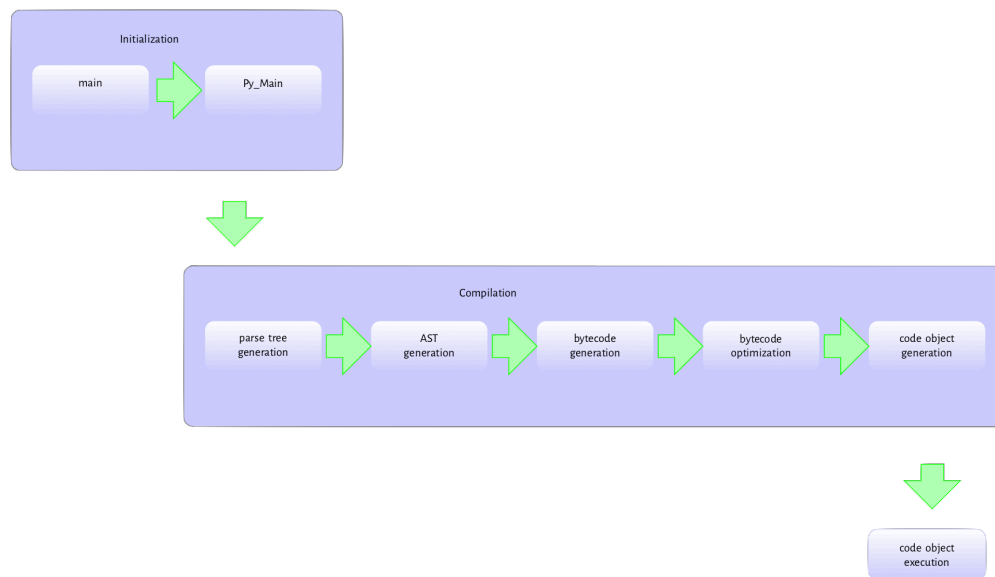 Initialization
main
Py_Main
Compilation
parse tree
generation
AST
generation
bytecode
generation
bytecode
optimization
code object
generation
code object
execution